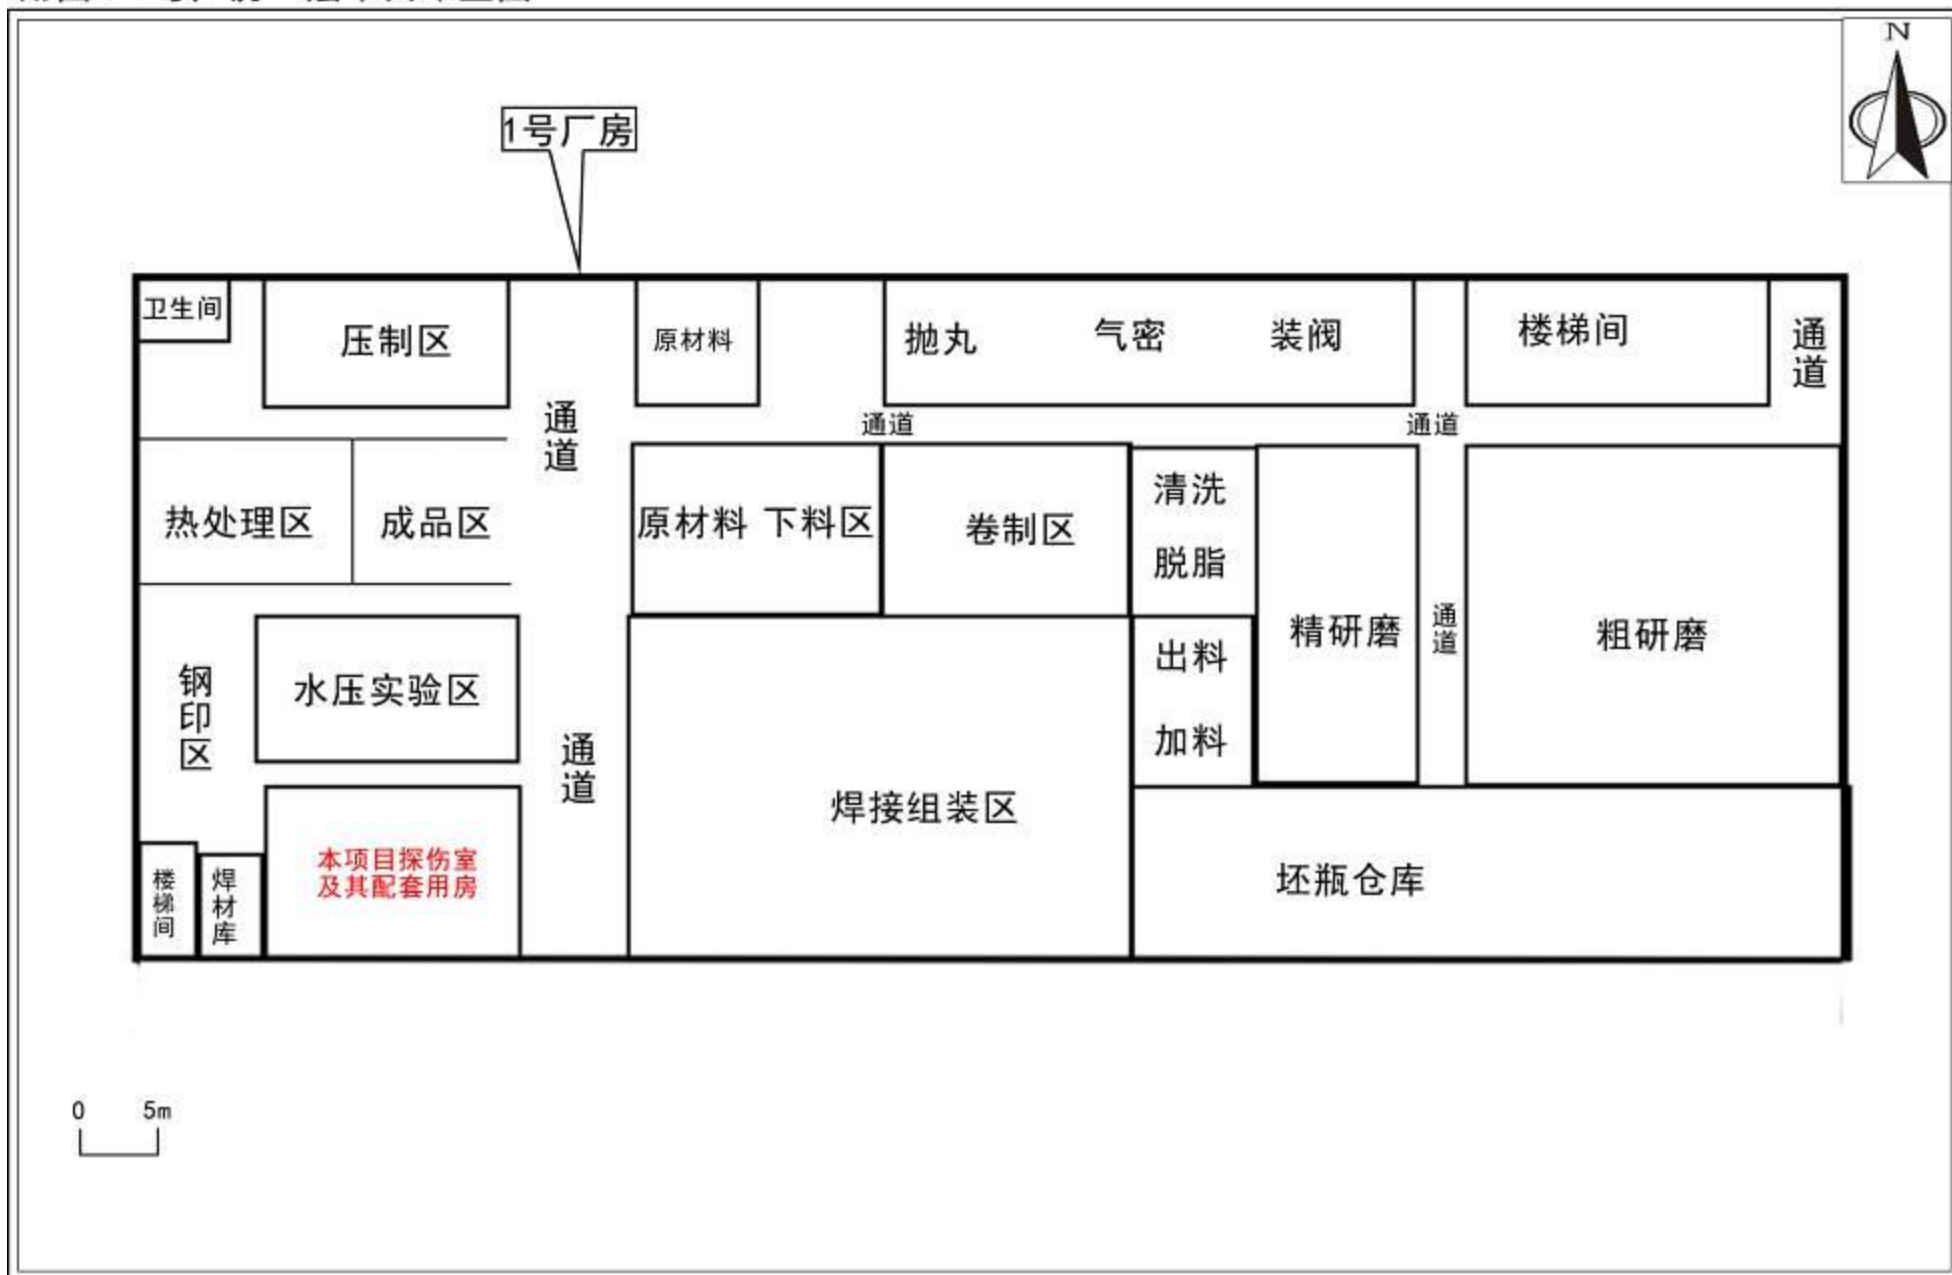 N
1号厂房
卫生间
压制区
原材料
抛丸 气密 装阀
楼梯间
通道
通道
通道
通道
热处理区
成品区
原材料 下料区
卷制区
清洗
脱脂
精研磨
通道
粗研磨
钢印区
水压实验区
出料
加料
通道
焊接组装区
本项目探伤室
及其配套用房
楼梯间
焊材库
坯瓶仓库
0 5m